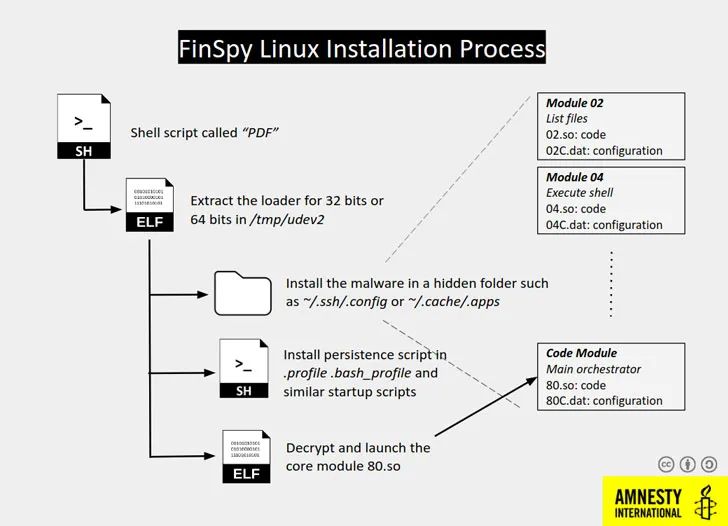 FinSpy Linux Installation Process
>_
SH
Shell script called “PDF”
ELF
Extract the loader for 32 bits or
64 bits in /tmp/udev2
Install the malware in a hidden folder such
as ~/.ssh/.config or ~/.cache/.apps
>_
SH
Install persistence script in
.profile .bash_profile and
similar startup scripts
ELF
Decrypt and launch the
core module 80.so
Module 02
List files
02.so: code
02C.dat: configuration
Module 04
Execute shell
04.so: code
04C.dat: configuration
Code Module
Main orchestrator
80.so: code
80C.dat: configuration
cc
AMNESTY
INTERNATIONAL